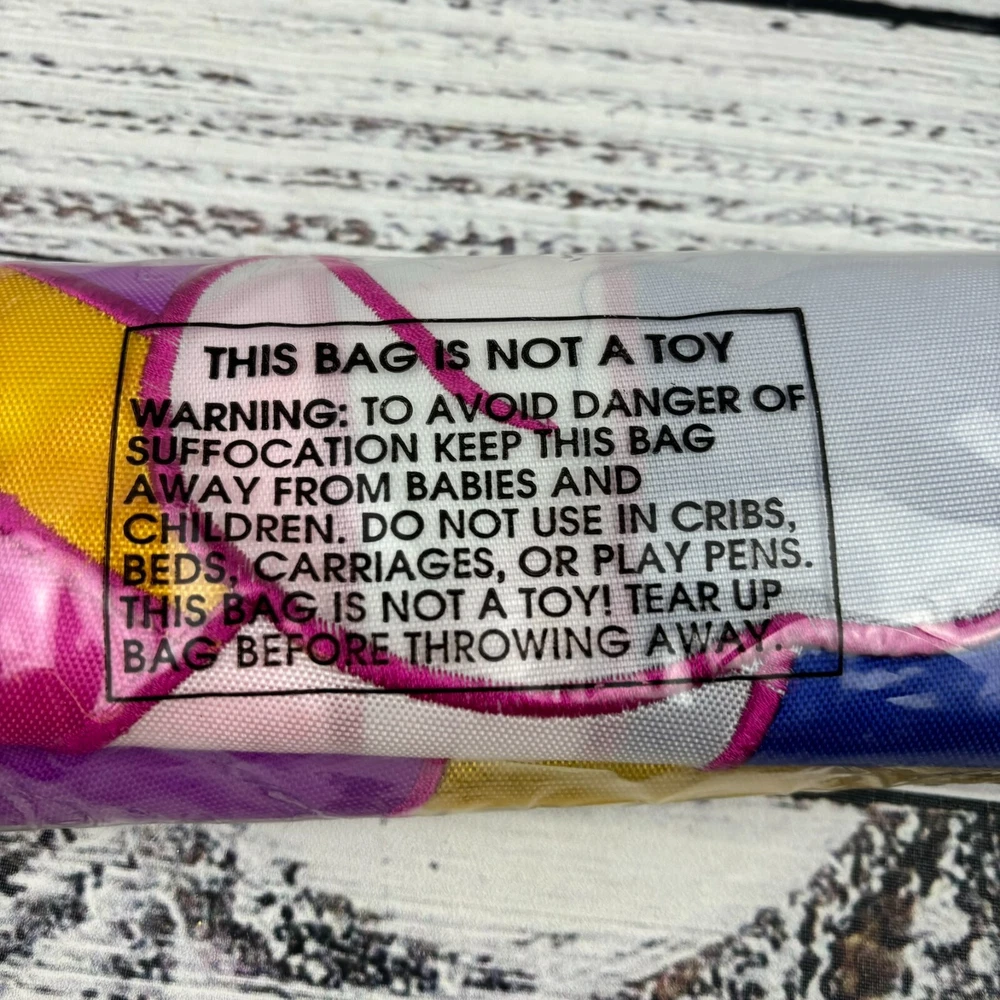 THIS BAG IS NOT A TOY
WARNING: TO AVOID DANGER OF
SUFFOCATION KEEP THIS BAG
AWAY FROM BABIES AND
CHILDREN. DO NOT USE IN CRIBS,
BEDS, CARRIAGES, OR PLAY PENS.
THIS BAG IS NOT A TOY! TEAR UP
BAG BEFORE THROWING AWAY.